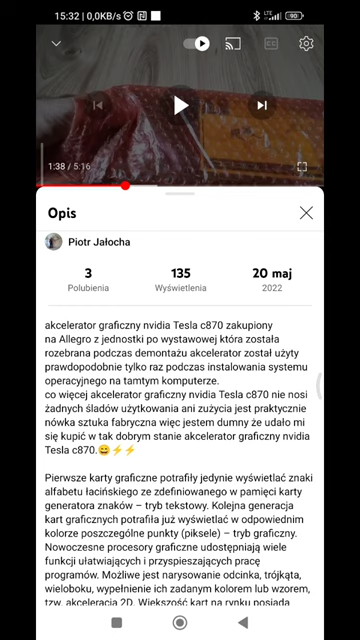 15:32 | 0,0KB/s
LTE
90
CC
1:38 / 5:16
Opis
Piotr Jałocha
3
135
20 maj
Polubienia
Wyświetlenia
2022
akcelerator graficzny nvidia Tesla c870 zakupiony
na Allegro z jednostki po wystawowej która została
rozebrana podczas demontażu akcelerator został użyty
prawdopodobnie tylko raz podczas instalowania systemu
operacyjnego na tamtym komputerze.
co więcej akcelerator graficzny nvidia Tesla c870 nie nosi
żadnych śladów użytkowania ani zużycia jest praktycznie
nówka sztuka fabryczna więc jestem dumny że udało mi
się kupić w tak dobrym stanie akcelerator graficzny nvidia
Tesla c870.😄⚡⚡
Pierwsze karty graficzne potrafiły jedynie wyświetlać znaki
alfabetu łacińskiego ze zdefiniowanego w pamięci karty
generatora znaków – tryb tekstowy. Kolejna generacja
kart graficznych potrafiła już wyświetlać w odpowiednim
kolorze poszczególne punkty (piksele) – tryb graficzny.
Nowoczesne procesory graficzne udostępniają wiele
funkcji ułatwiających i przyspieszających pracę
programów. Możliwe jest narysowanie odcinka, trójkąta,
wieloboku, wypełnienie ich zadanym kolorem lub wzorem,
tzw. akceleracja 2D. Większość kart na rynku posiada